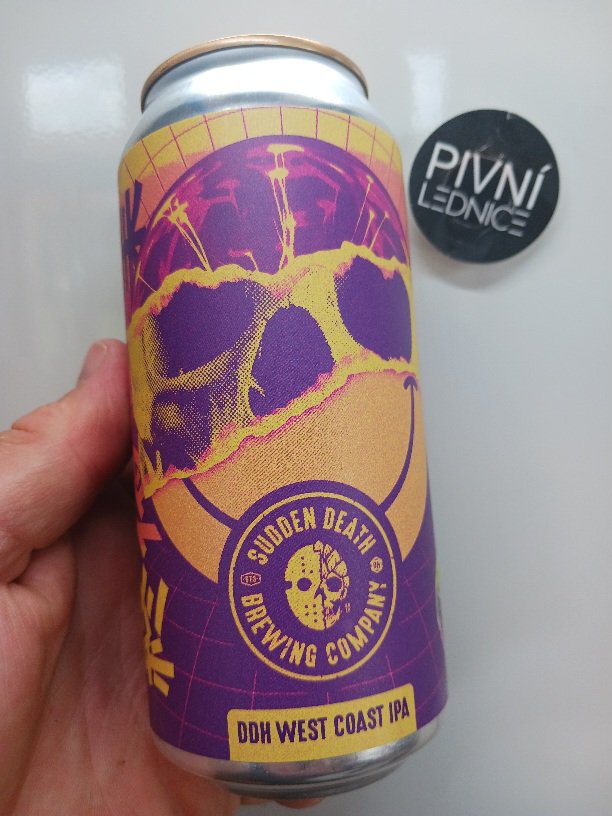 PIVNÍ
LEDNICE
SUDDEN DEATH
BREWING COMPANY
DDH WEST COAST IPA